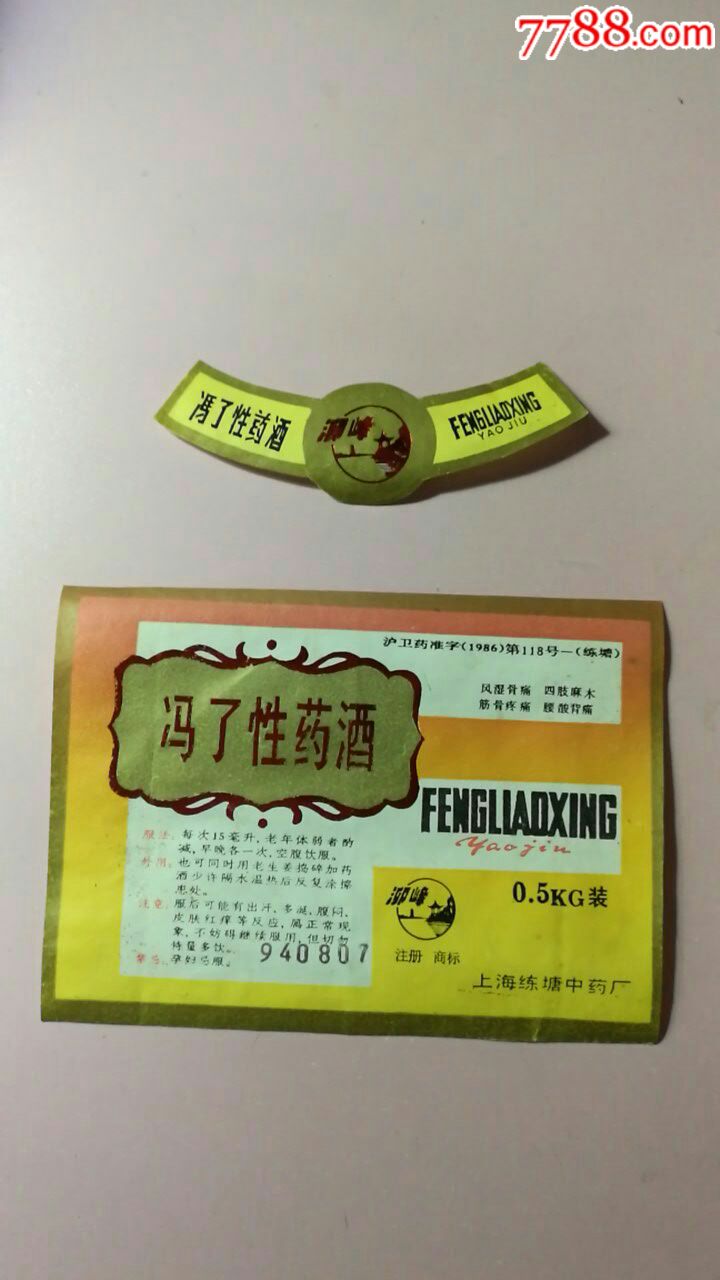 7788.com
冯了性药酒
泖峰
FENGLIAOXING
YAO JIU
沪卫药准字(1986)第118号—(练塘)
风湿骨痛 四肢麻木
筋骨疼痛 腰酸背痛
冯了性药酒
FENGLIAOXING
Yaojiu
服法:每次15毫升,老年体弱者酌
减,早晚各一次,空腹饮服。
外用:也可同时用老生姜捣碎加药
酒少许隔水温热后反复涂擦
患处。
注意:服后可能有出汗,多涎,腹闷,
皮肤红痒等反应,属正常现
象,不妨碍继续服用,但切勿
恃量多饮。
禁忌:孕妇忌服。
940807
泖峰
注册 商标
0.5KG装
上海练塘中药厂